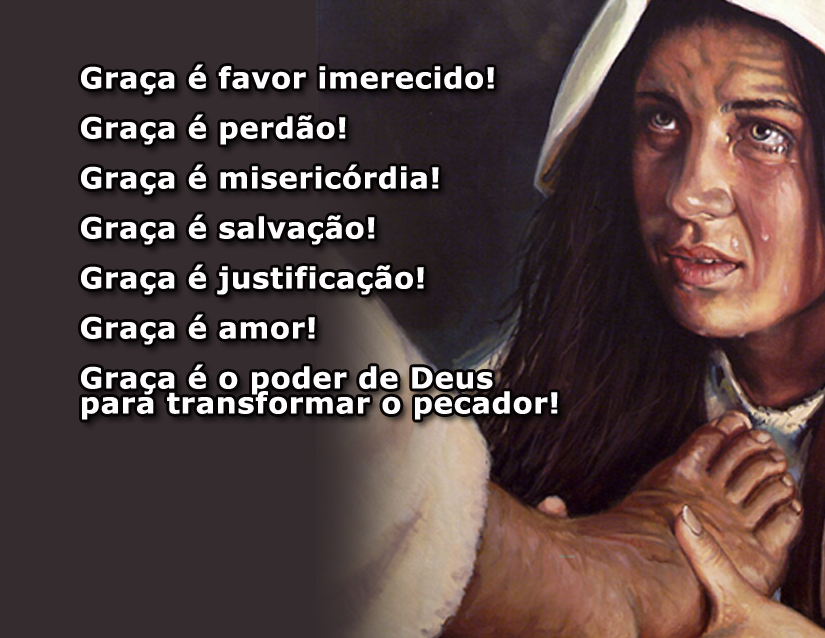 Graça é favor imerecido!
Graça é perdão!
Graça é misericórdia!
Graça é salvação!
Graça é justificação!
Graça é amor!
Graça é o poder de Deus
para transformar o pecador!